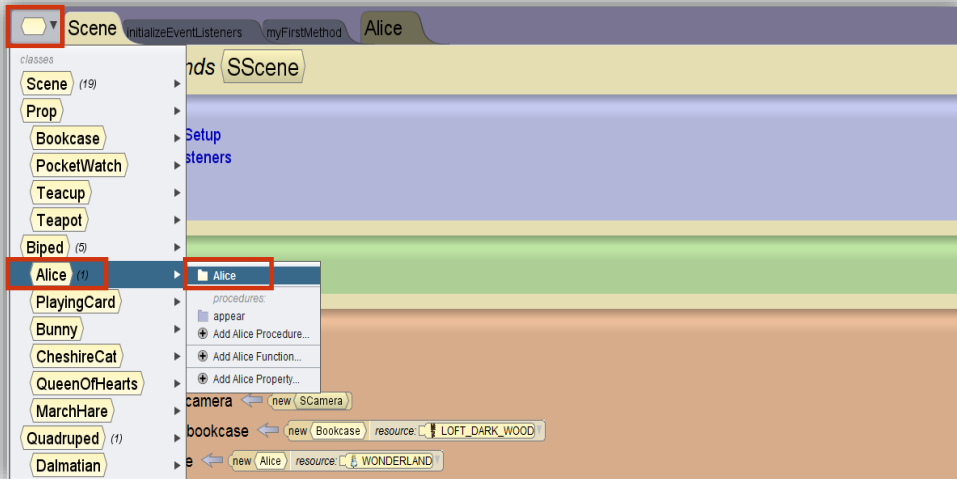 Scene initializeEventListeners myFirstMethod Alice
classes
nds SScene
Scene (19)
Prop
Bookcase
Setup
steners
PocketWatch
Teacup
Teapot
Biped (5)
Alice (1)
Alice
PlayingCard
procedures:
appear
Bunny
Add Alice Procedure...
CheshireCat
Add Alice Function...
QueenOfHearts
Add Alice Property...
MarchHare
camera new SCamera
Quadruped (1)
bookcase new Bookcase resource: LOFT_DARK_WOOD
Dalmatian
e new Alice resource: WONDERLAND